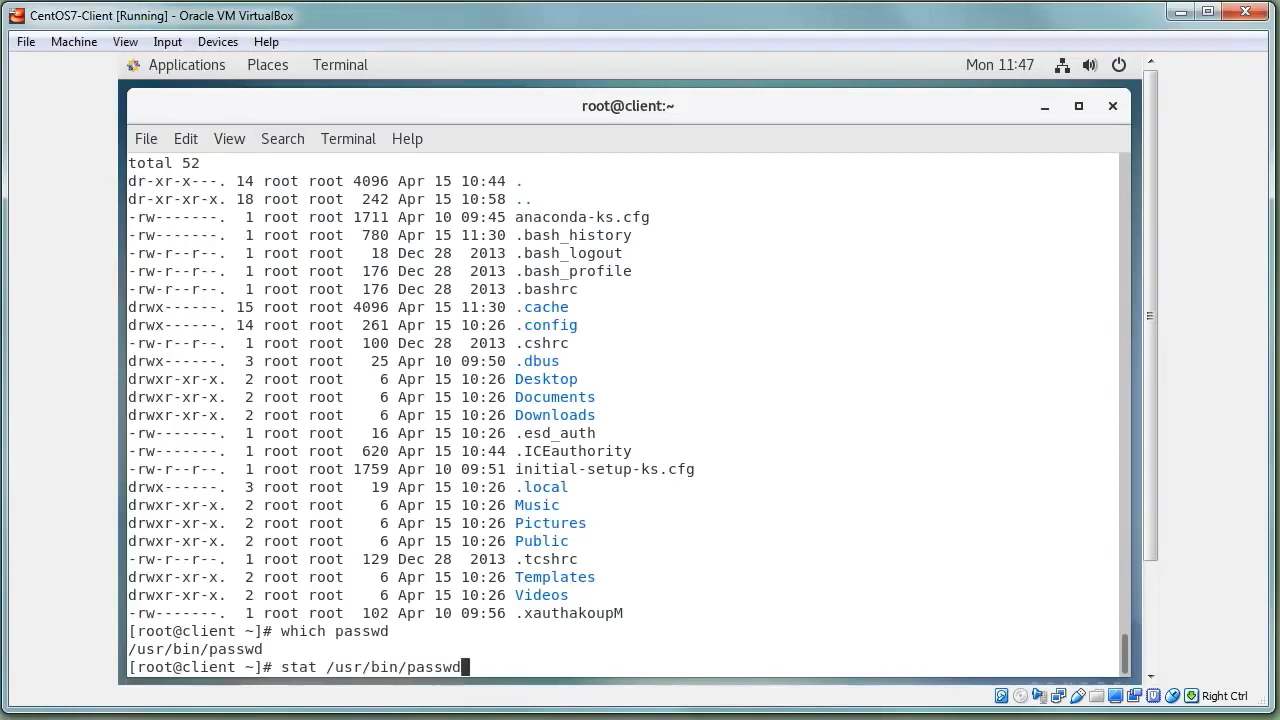 CentOS7-Client [Running] - Oracle VM VirtualBox
File Machine View Input Devices Help
Applications Places Terminal Mon 11:47
root@client:~
File Edit View Search Terminal Help
total 52
dr-xr-x---. 14 root root 4096 Apr 15 10:44 .
dr-xr-xr-x. 18 root root  242 Apr 15 10:58 ..
-rw-------.  1 root root 1711 Apr 10 09:45 anaconda-ks.cfg
-rw-------.  1 root root  780 Apr 15 11:30 .bash_history
-rw-r--r--.  1 root root   18 Dec 28  2013 .bash_logout
-rw-r--r--.  1 root root  176 Dec 28  2013 .bash_profile
-rw-r--r--.  1 root root  176 Dec 28  2013 .bashrc
drwx------. 15 root root 4096 Apr 15 11:30 .cache
drwx------. 14 root root  261 Apr 15 10:26 .config
-rw-r--r--.  1 root root  100 Dec 28  2013 .cshrc
drwx------.  3 root root   25 Apr 10 09:50 .dbus
drwxr-xr-x.  2 root root    6 Apr 15 10:26 Desktop
drwxr-xr-x.  2 root root    6 Apr 15 10:26 Documents
drwxr-xr-x.  2 root root    6 Apr 15 10:26 Downloads
-rw-------.  1 root root   16 Apr 15 10:26 .esd_auth
-rw-------.  1 root root  620 Apr 15 10:44 .ICEauthority
-rw-r--r--.  1 root root 1759 Apr 10 09:51 initial-setup-ks.cfg
drwx------.  3 root root   19 Apr 15 10:26 .local
drwxr-xr-x.  2 root root    6 Apr 15 10:26 Music
drwxr-xr-x.  2 root root    6 Apr 15 10:26 Pictures
drwxr-xr-x.  2 root root    6 Apr 15 10:26 Public
-rw-r--r--.  1 root root  129 Dec 28  2013 .tcshrc
drwxr-xr-x.  2 root root    6 Apr 15 10:26 Templates
drwxr-xr-x.  2 root root    6 Apr 15 10:26 Videos
-rw-------.  1 root root  102 Apr 10 09:56 .xauthakoupM
[root@client ~]# which passwd
/usr/bin/passwd
[root@client ~]# stat /usr/bin/passwd
Right Ctrl